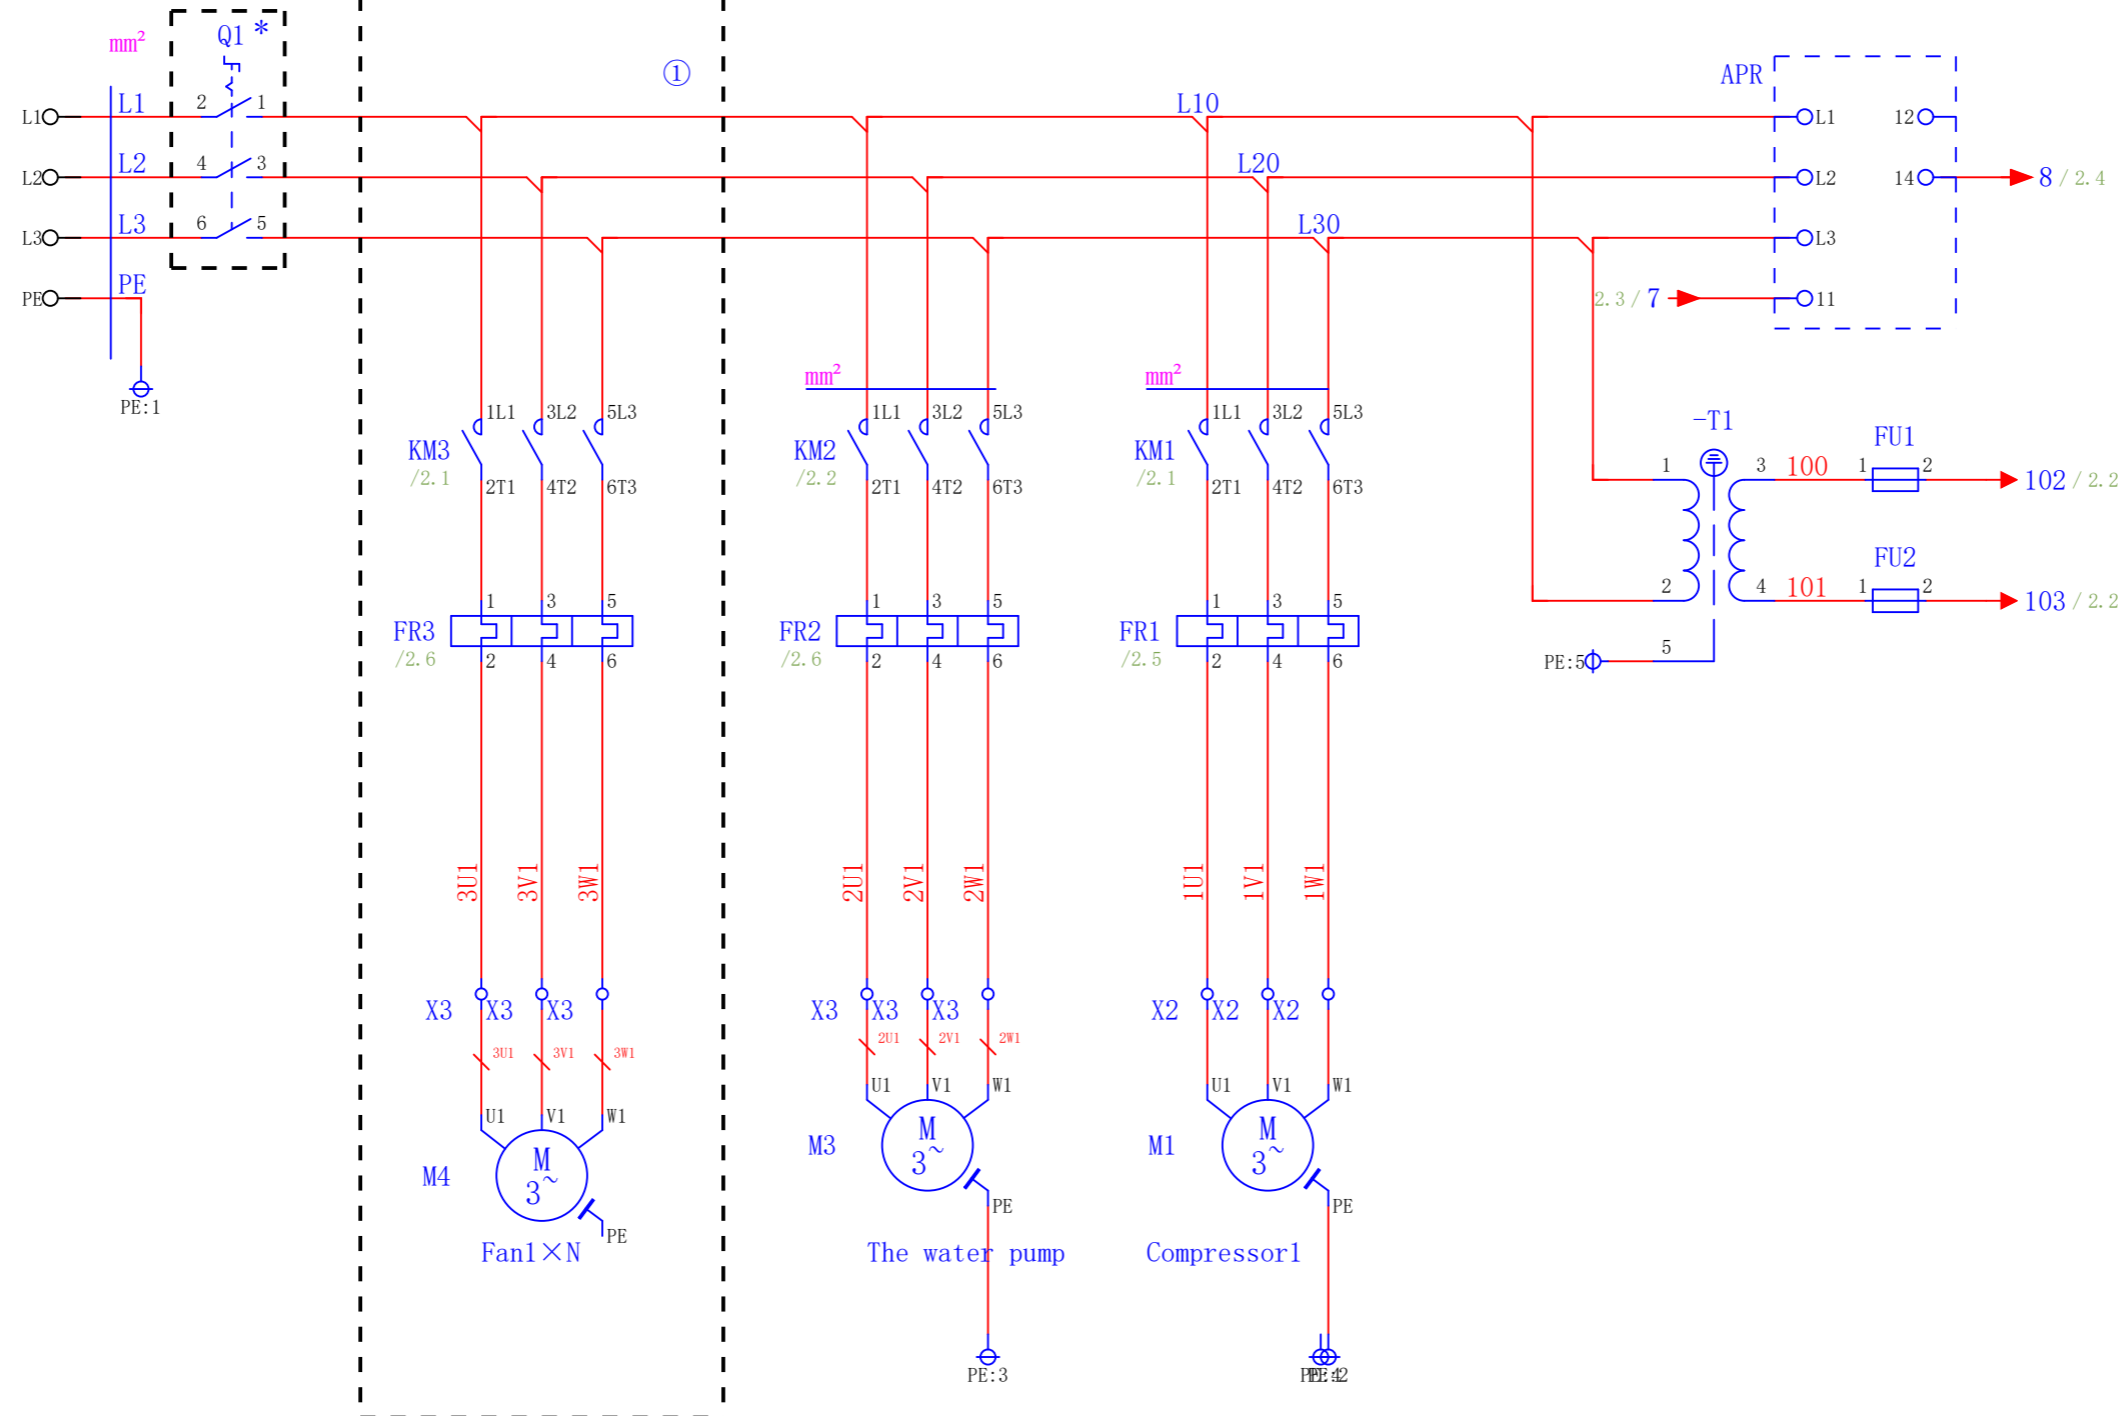 mm²
Q1 *
①
APR
L1 L1 2 1 L10 L1 12
L2 L2 4 3 L20 L2 14 8 / 2.4
L3 L3 6 5 L30 L3
PE PE 2.3 / 7 11
PE:1
mm² mm²
1L1 3L2 5L3 1L1 3L2 5L3 1L1 3L2 5L3
KM3 KM2 KM1
/2.1 /2.2 /2.1
2T1 4T2 6T3 2T1 4T2 6T3 2T1 4T2 6T3
-T1
FU1
1 3 100 1 2 102 / 2.2
FU2
2 4 101 1 2 103 / 2.2
PE:5 5
1 3 5 1 3 5 1 3 5
FR3 FR2 FR1
/2.6 /2.6 /2.5
2 4 6 2 4 6 2 4 6
3U1 3V1 3W1 2U1 2V1 2W1 1U1 1V1 1W1
X3 X3 X3 X3 X3 X3 X2 X2 X2
3U1 3V1 3W1 2U1 2V1 2W1
U1 V1 W1 U1 V1 W1 U1 V1 W1
M4 M 3~ M3 M 3~ M1 M 3~
PE PE PE
Fan1×N The water pump Compressor1
PE:3